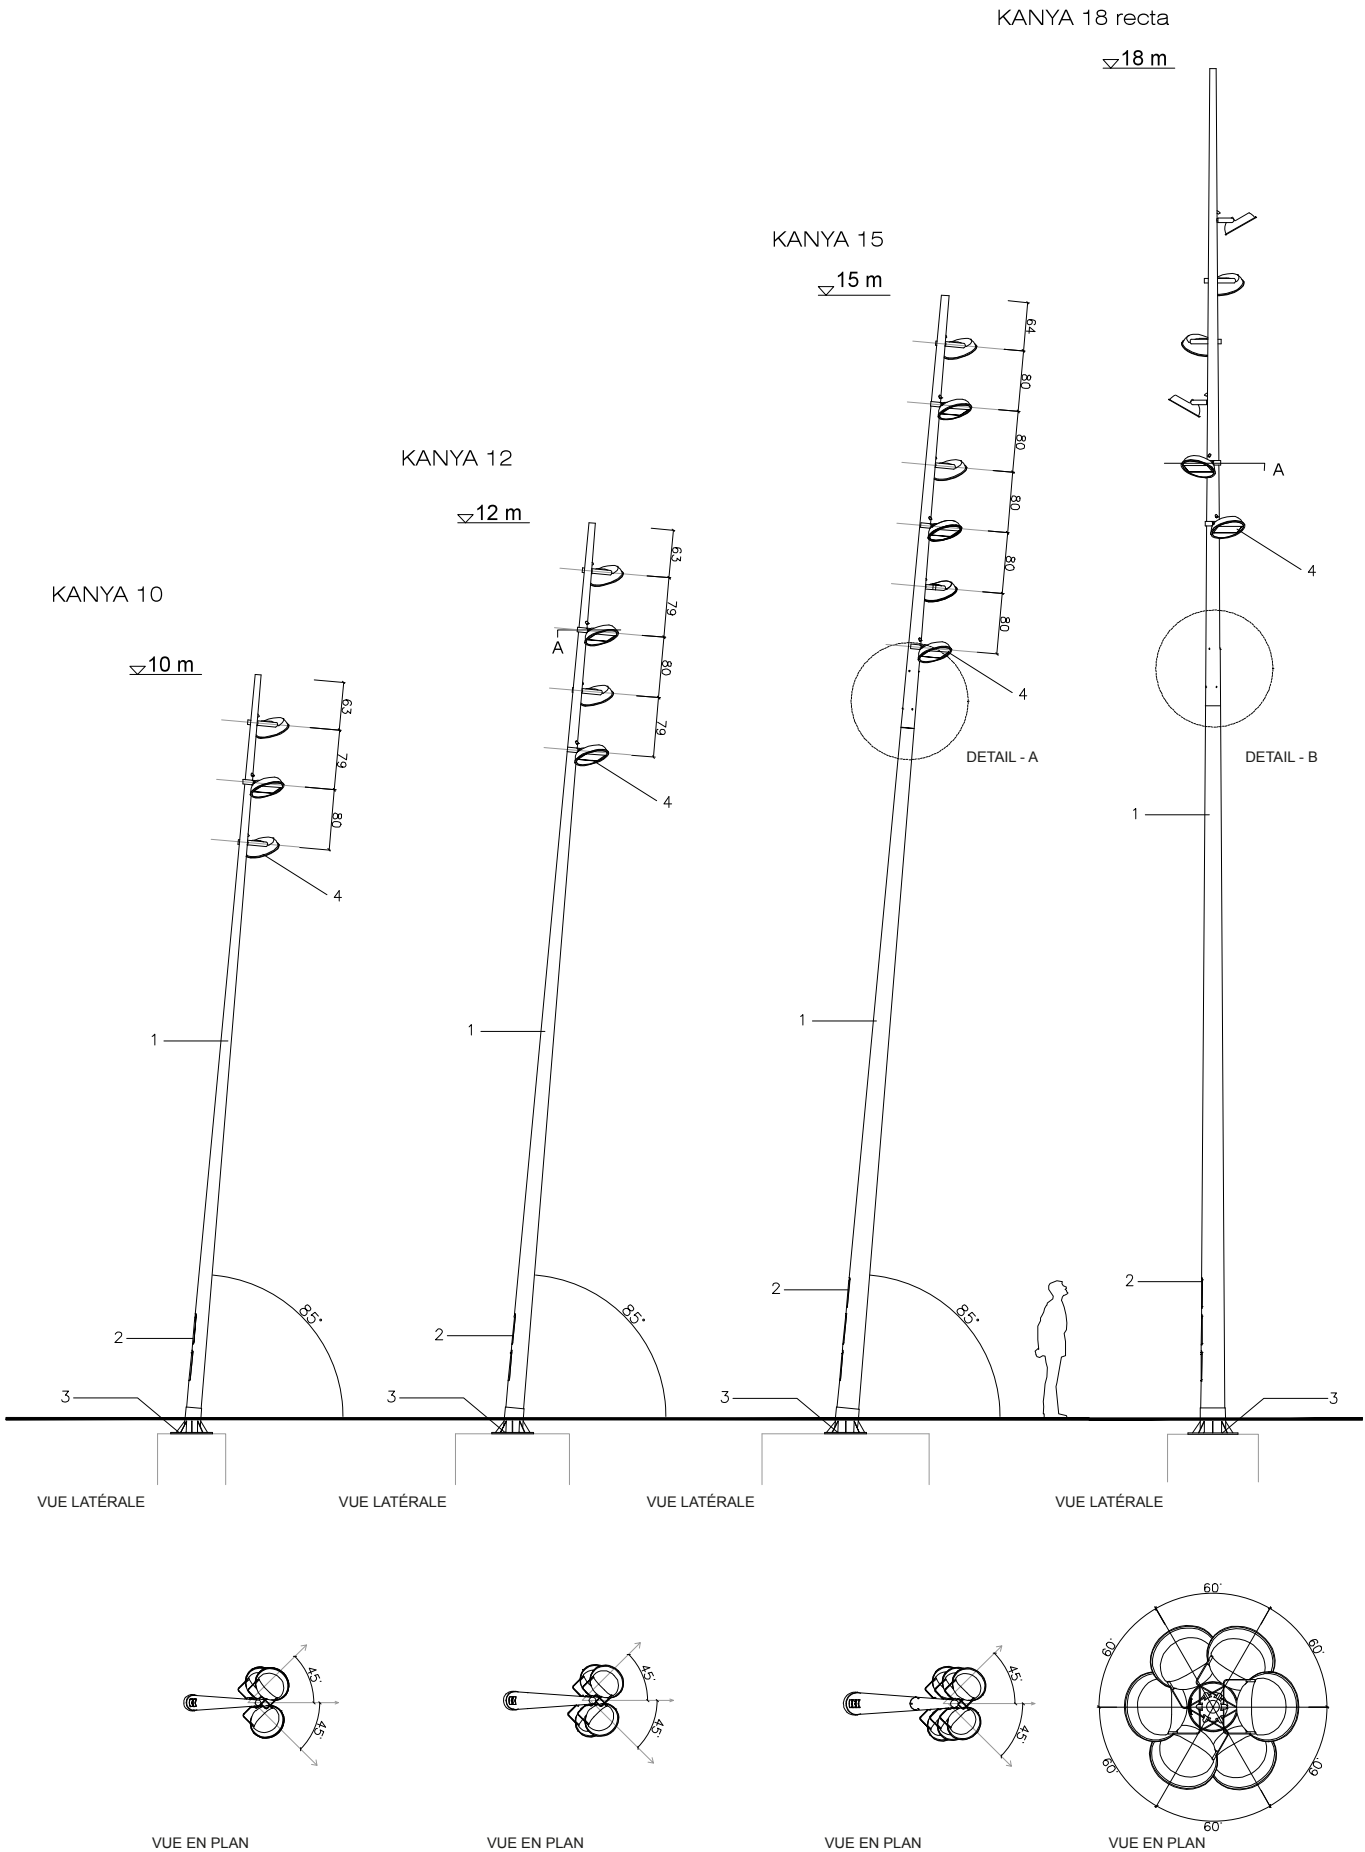 KANYA 18 recta
18 m
KANYA 15
15 m
64
80
80
80
80
80
A
4
KANYA 12
12 m
63
79
80
79
A
4
KANYA 10
10 m
63
79
80
4
4
DETAIL - A
DETAIL - B
1
1
1
1
2
2
2
2
85°
85°
85°
3
3
3
3
VUE LATÉRALE
VUE LATÉRALE
VUE LATÉRALE
VUE LATÉRALE
45°
45°
45°
45°
45°
45°
60°
60°
60°
60°
60°
60°
VUE EN PLAN
VUE EN PLAN
VUE EN PLAN
VUE EN PLAN